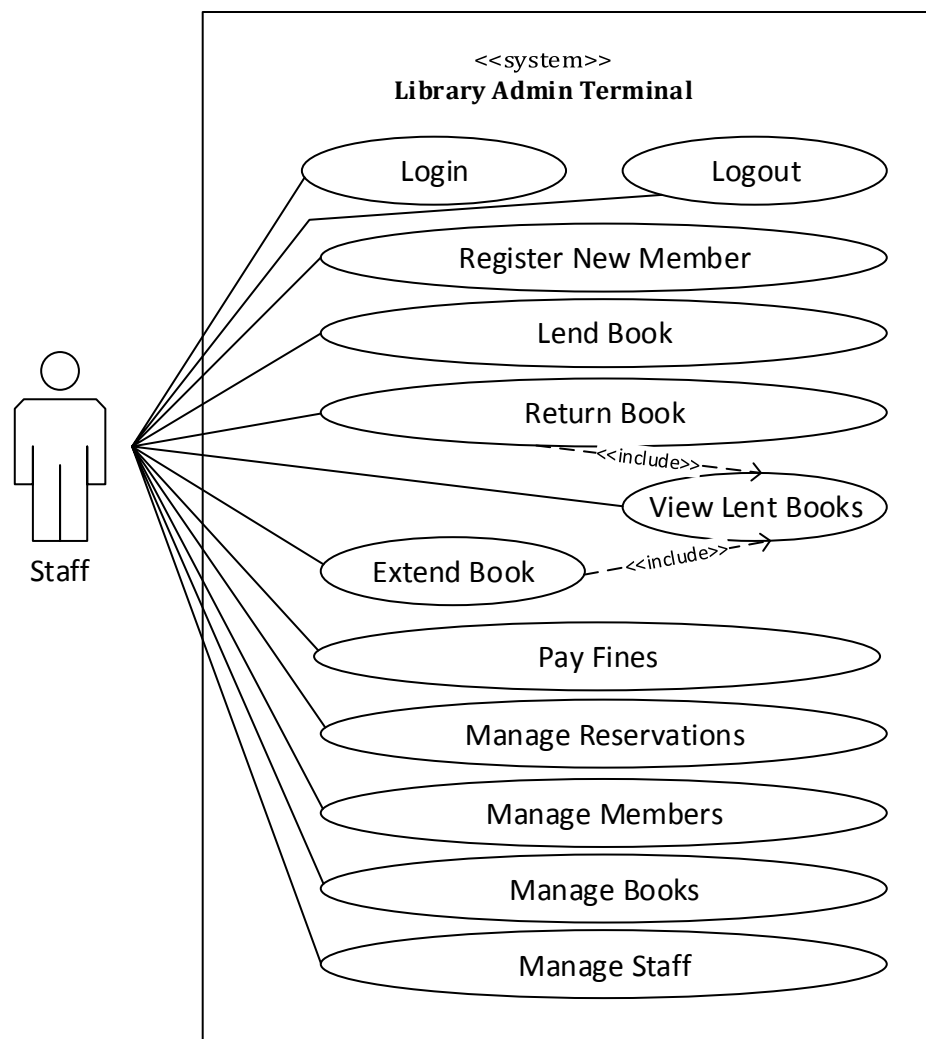 <<system>>
Library Admin Terminal
Login
Logout
Register New Member
Lend Book
Return Book
<<include>>
View Lent Books
Extend Book
<<include>>
Staff
Pay Fines
Manage Reservations
Manage Members
Manage Books
Manage Staff